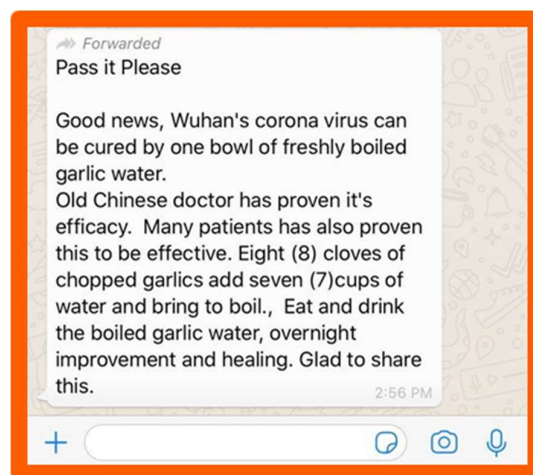 Forwarded
Pass it Please
Good news, Wuhan's corona virus can
be cured by one bowl of freshly boiled
garlic water.
Old Chinese doctor has proven it's
efficacy.  Many patients has also proven
this to be effective. Eight (8) cloves of
chopped garlics add seven (7)cups of
water and bring to boil.,  Eat and drink
the boiled garlic water, overnight
improvement and healing. Glad to share
this.
2:56 PM